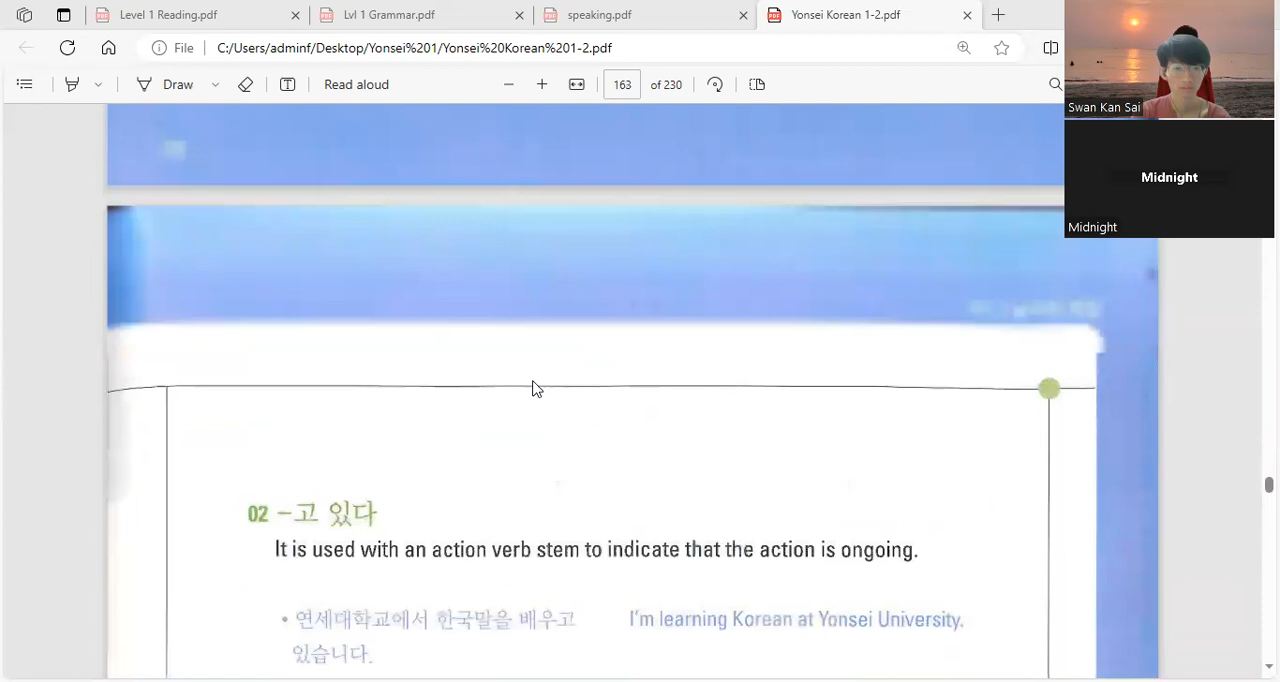 Level 1 Reading.pdf
Lvl 1 Grammar.pdf
speaking.pdf
Yonsei Korean 1-2.pdf
File
C:/Users/adminf/Desktop/Yonsei%201/Yonsei%20Korean%201-2.pdf
Draw
Read aloud
163
of 230
Swan Kan Sai
Midnight
Midnight
02 -고 있다
It is used with an action verb stem to indicate that the action is ongoing.
• 연세대학교에서 한국말을 배우고
있습니다.
I'm learning Korean at Yonsei University.